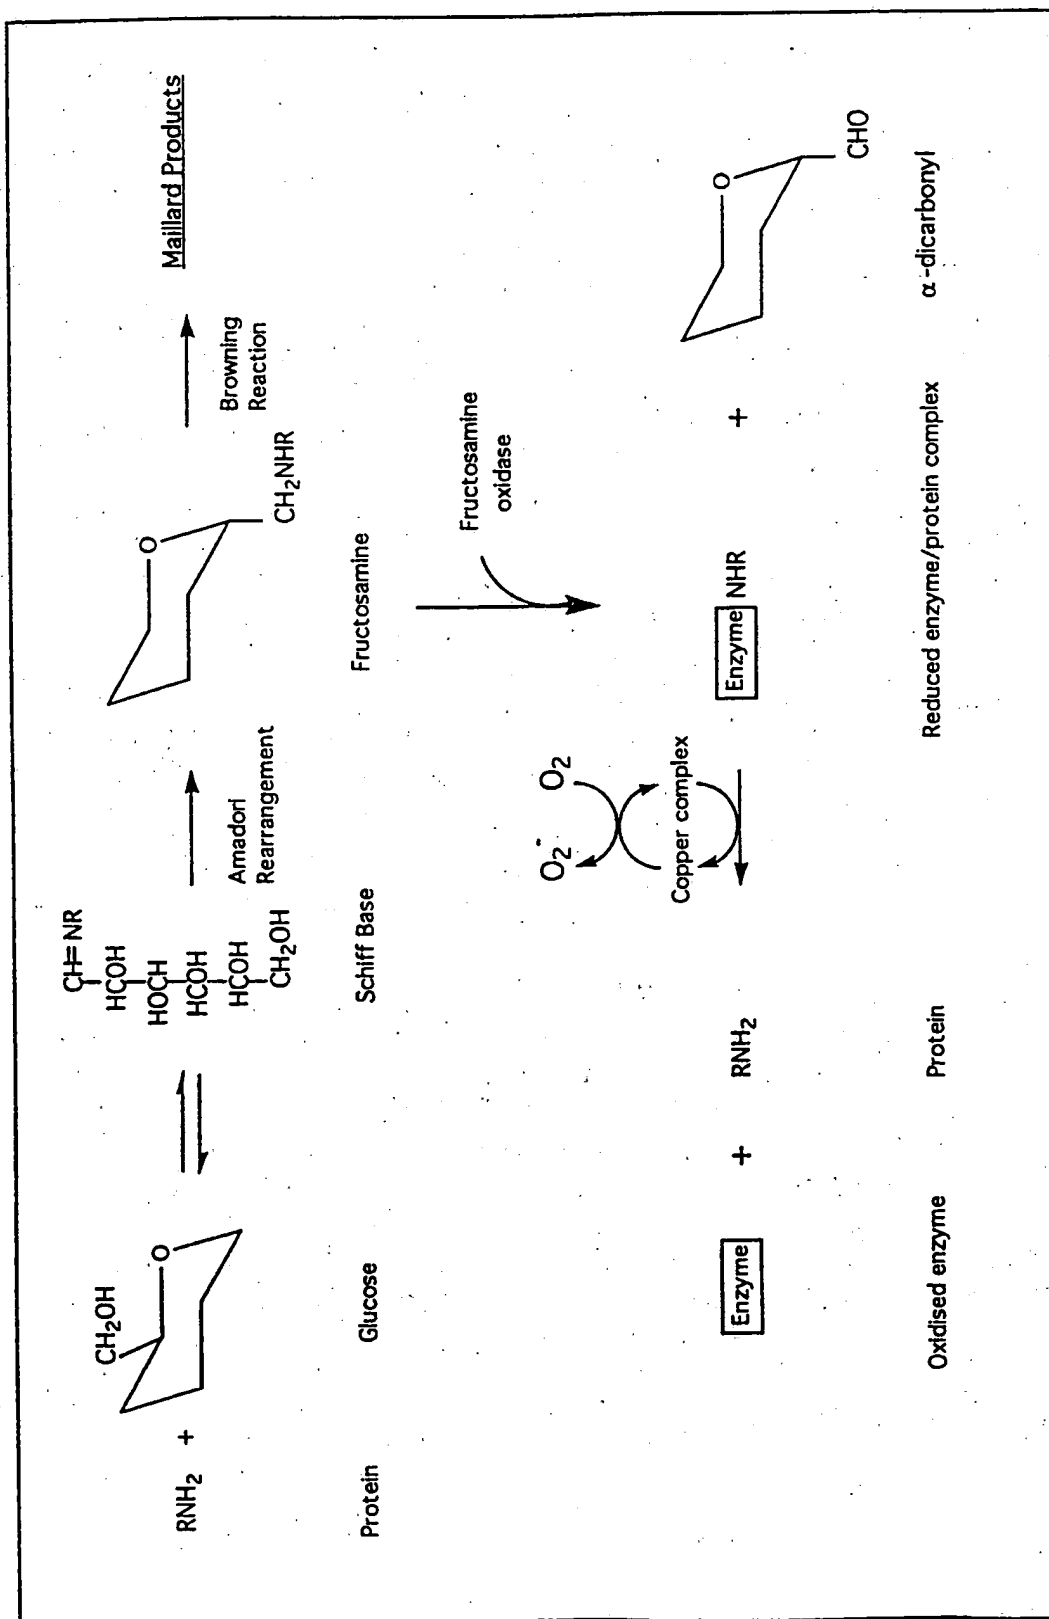 RNH2 +
CH2OH
O
CH=NR
HCOH
HOCH
HCOH
HCOH
CH2OH
Amadori
Rearrangement
O
CH2NHR
Browning
Reaction
Maillard Products
Protein
Glucose
Schiff Base
Fructosamine
Fructosamine
oxidase
O2-
O2
Copper complex
Enzyme
+
RNH2
Enzyme NHR
+
O
CHO
Oxidised enzyme
Protein
Reduced enzyme/protein complex
α-dicarbonyl